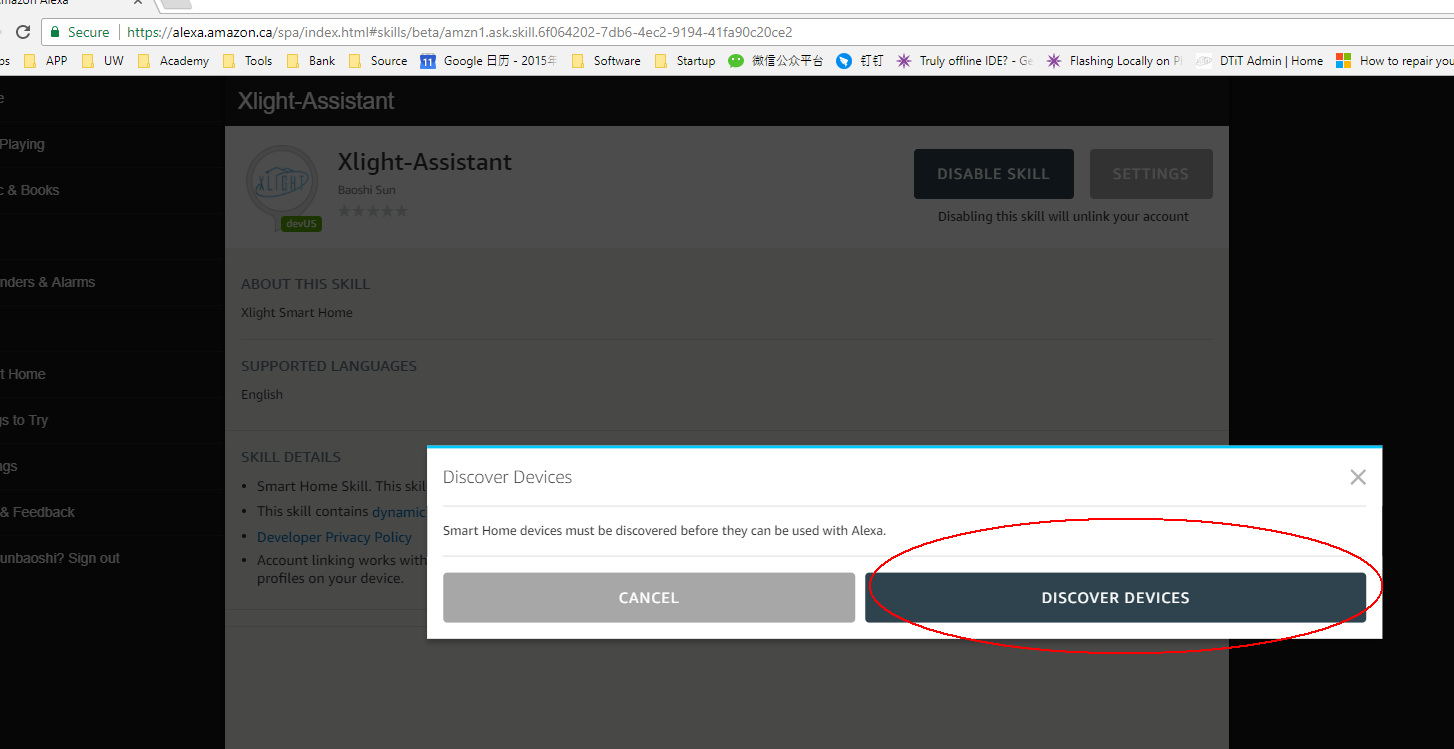 mazon Alexa
Secure https://alexa.amazon.ca/spa/index.html#skills/beta/amzn1.ask.skill.6f064202-7db6-4ec2-9194-41fa90c20ce2
ps APP UW Academy Tools Bank Source 11 Google 日历 - 2015年 Software Startup 微信公众平台 钉钉 Truly offline IDE? - Ge Flashing Locally on P DTiT Admin | Home How to repair you
e
Xlight-Assistant
Playing
c & Books
nders & Alarms
t Home
gs to Try
ngs
& Feedback
unbaoshi? Sign out
XLIGHT
devUS
Xlight-Assistant
Baoshi Sun
DISABLE SKILL
SETTINGS
Disabling this skill will unlink your account
ABOUT THIS SKILL
Xlight Smart Home
SUPPORTED LANGUAGES
English
SKILL DETAILS
• Smart Home Skill. This skil
• This skill contains dynamic
• Developer Privacy Policy
• Account linking works with
profiles on your device.
Discover Devices
Smart Home devices must be discovered before they can be used with Alexa.
CANCEL
DISCOVER DEVICES